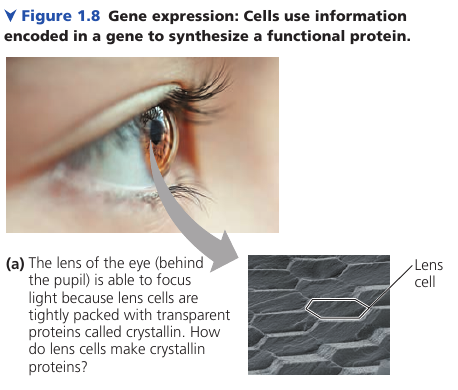 Figure 1.8 Gene expression: Cells use information
encoded in a gene to synthesize a functional protein.
(a) The lens of the eye (behind
the pupil) is able to focus
light because lens cells are
tightly packed with transparent
proteins called crystallin. How
do lens cells make crystallin
proteins?
Lens
cell